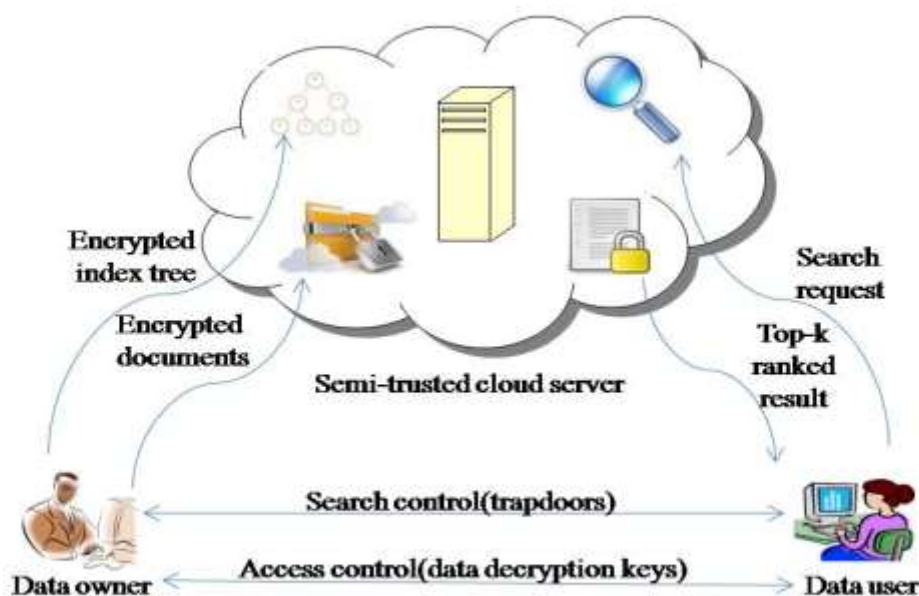 Encrypted
index tree
Encrypted
documents
Search
request
Top-k
ranked
result
Semi-trusted cloud server
Search control(trapdoors)
Access control(data decryption keys)
Data owner
Data user